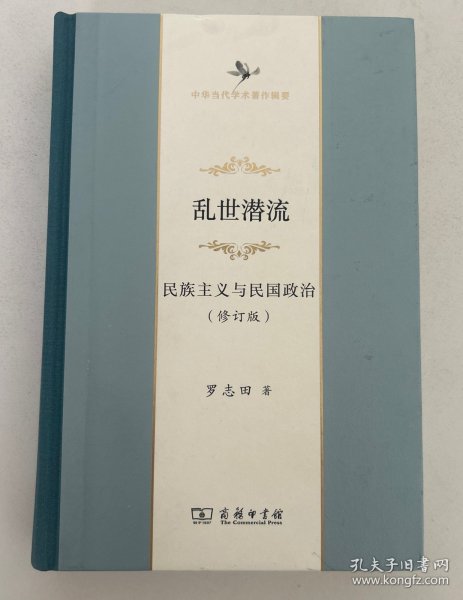 中华当代学术著作辑要
乱世潜流
民族主义与民国政治
（修订版）
罗志田 著
商務印書館
The Commercial Press
孔夫子旧书网
www.kongfz.com